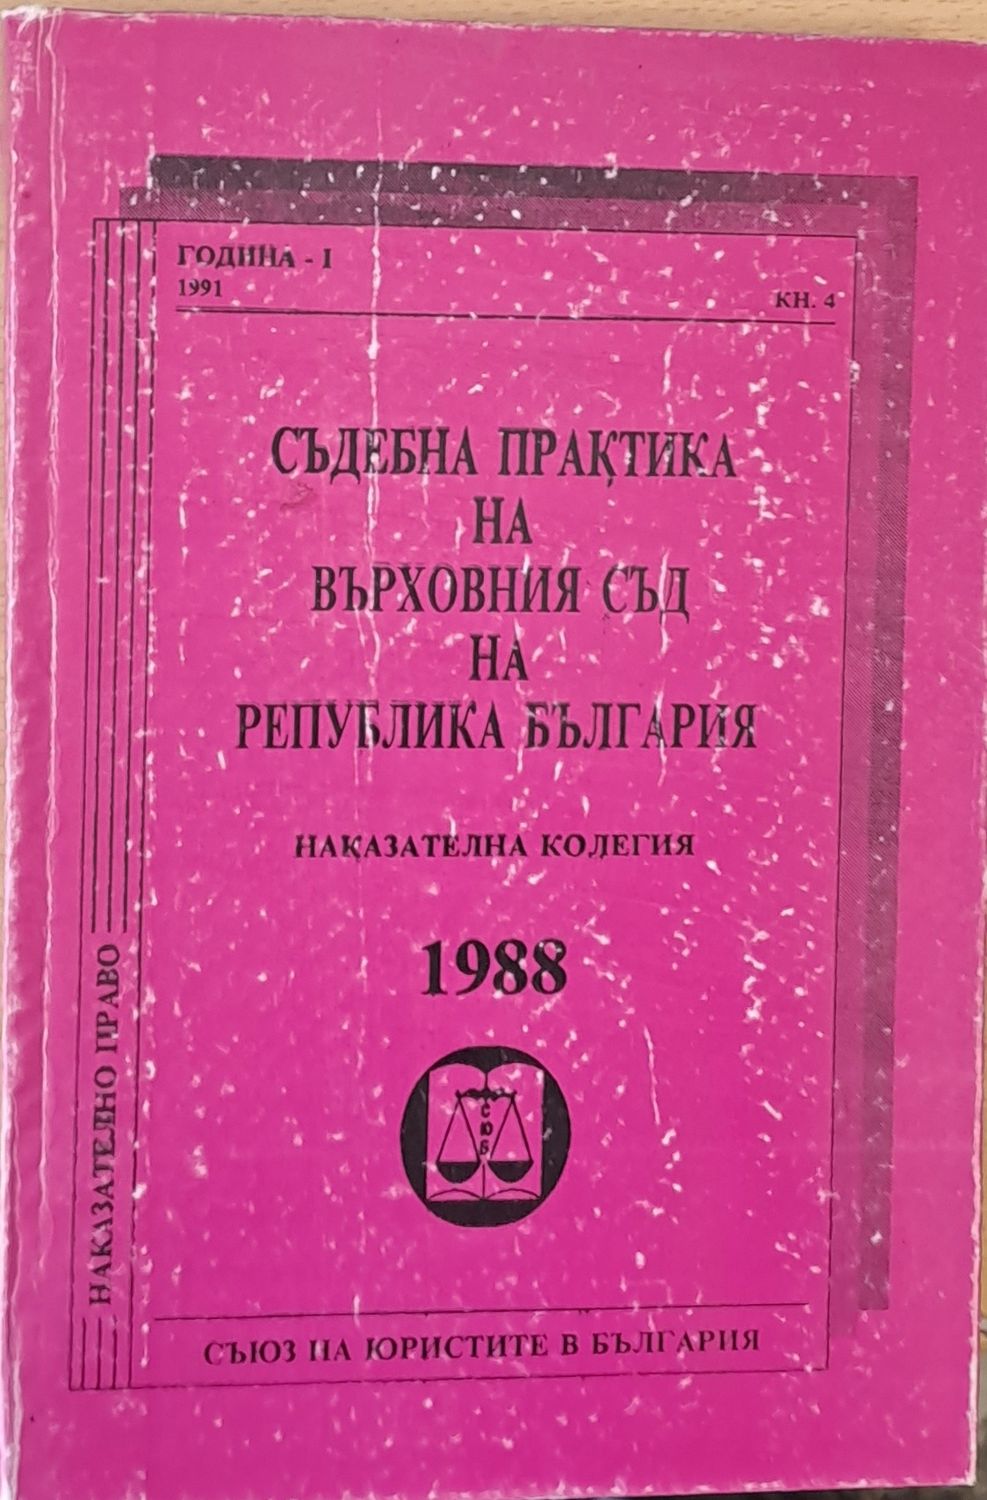 ГОДИНА - I
1991
КН. 4
СЪДЕБНА ПРАКТИКА
НА
ВЪРХОВНИЯ СЪД
НА
РЕПУБЛИКА БЪЛГАРИЯ
НАКАЗАТЕЛНА КОЛЕГИЯ
1988
СЮБ
НАКАЗАТЕЛНО ПРАВО
СЪЮЗ НА ЮРИСТИТЕ В БЪЛГАРИЯ